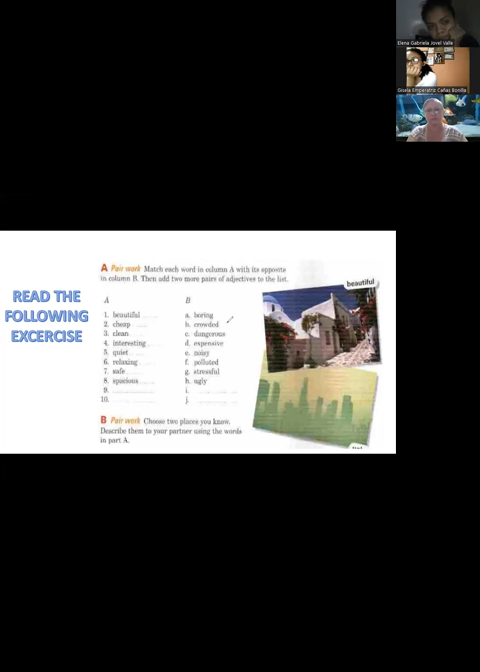 Elena Gabriela Jovel Valle
Gisela Emperatriz Cañas Bonilla
READ THE
FOLLOWING
EXCERCISE
A Pair work Match each word in column A with its opposite
in column B. Then add two more pairs of adjectives to the list.
A B
1. beautiful a. boring
2. cheap b. crowded
3. clean c. dangerous
4. interesting d. expensive
5. quiet e. noisy
6. relaxing f. polluted
7. safe g. stressful
8. spacious h. ugly
9. i.
10. j.
B Pair work Choose two places you know.
Describe them to your partner using the words
in part A.
beautiful